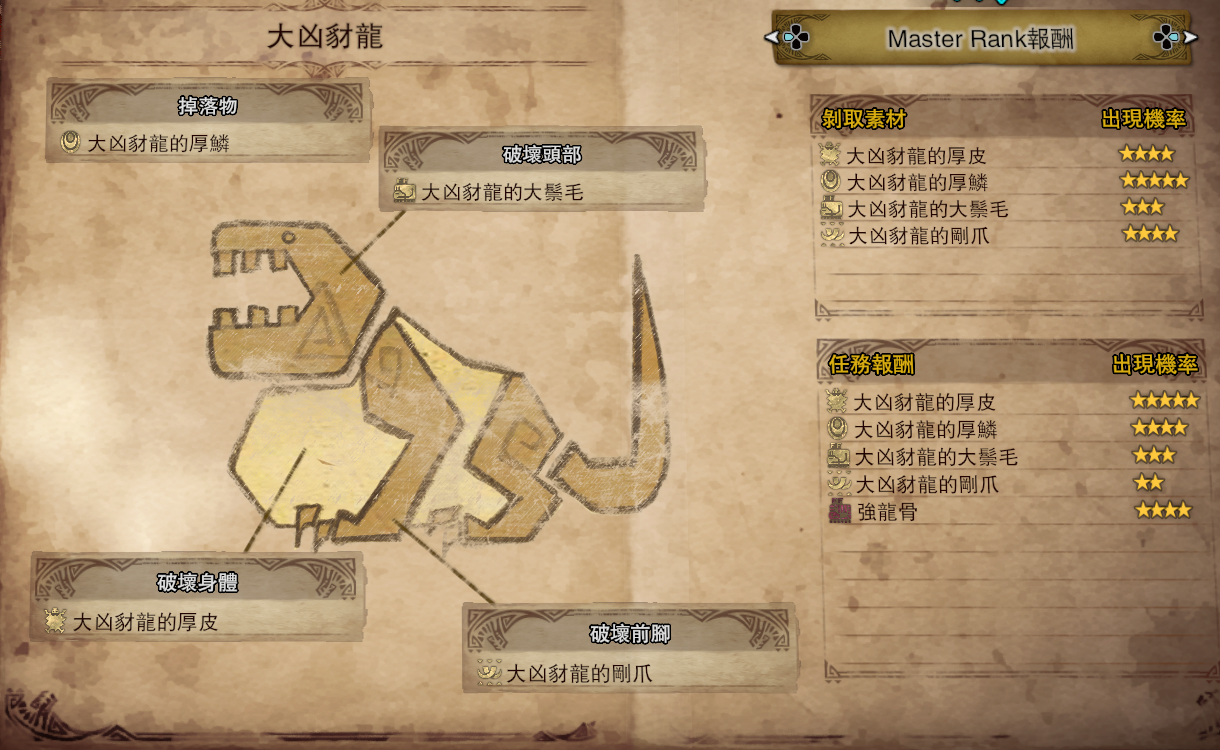 大凶豺龍
掉落物
大凶豺龍的厚鱗
破壞頭部
大凶豺龍的大鬃毛
破壞身體
大凶豺龍的厚皮
破壞前腳
大凶豺龍的剛爪
Master Rank報酬
剝取素材 出現機率
大凶豺龍的厚皮 ★★★★
大凶豺龍的厚鱗 ★★★★★
大凶豺龍的大鬃毛 ★★★
大凶豺龍的剛爪 ★★★★
任務報酬 出現機率
大凶豺龍的厚皮 ★★★★★
大凶豺龍的厚鱗 ★★★★
大凶豺龍的大鬃毛 ★★★
大凶豺龍的剛爪 ★★
強龍骨 ★★★★